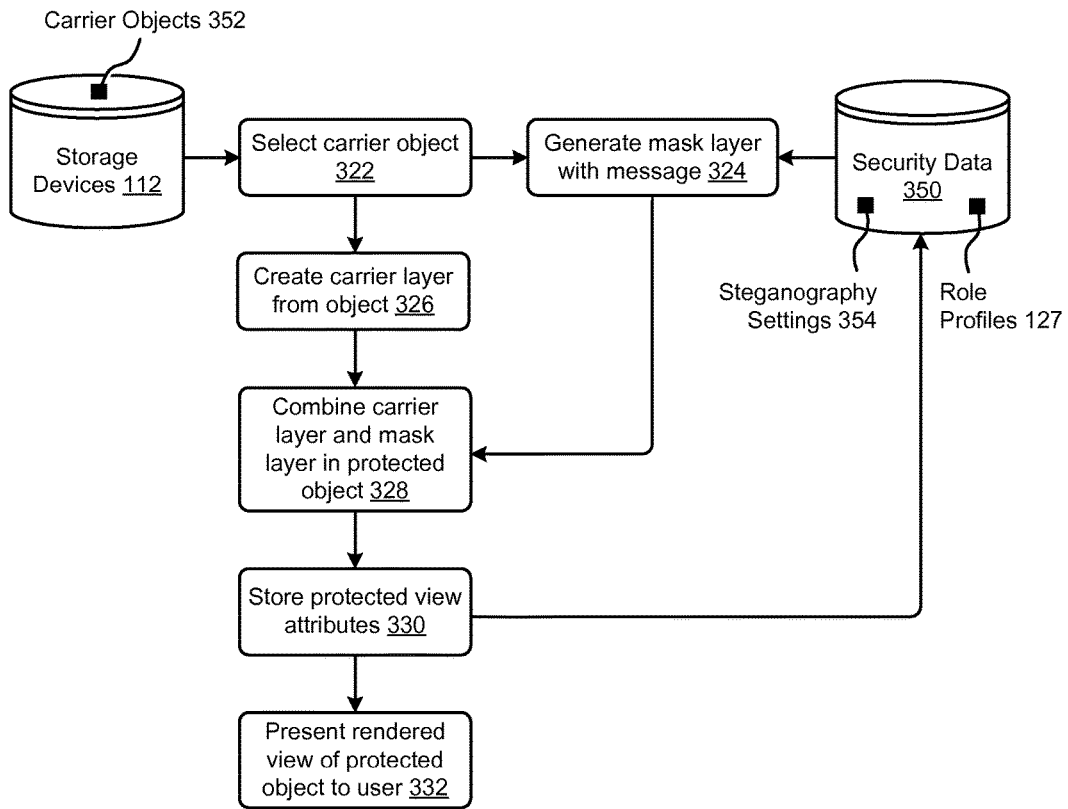 Carrier Objects 352
Storage
Devices 112
Select carrier object
322
Generate mask layer
with message 324
Security Data
350
Create carrier layer
from object 326
Steganography
Settings 354
Role
Profiles 127
Combine carrier
layer and mask
layer in protected
object 328
Store protected view
attributes 330
Present rendered
view of protected
object to user 332